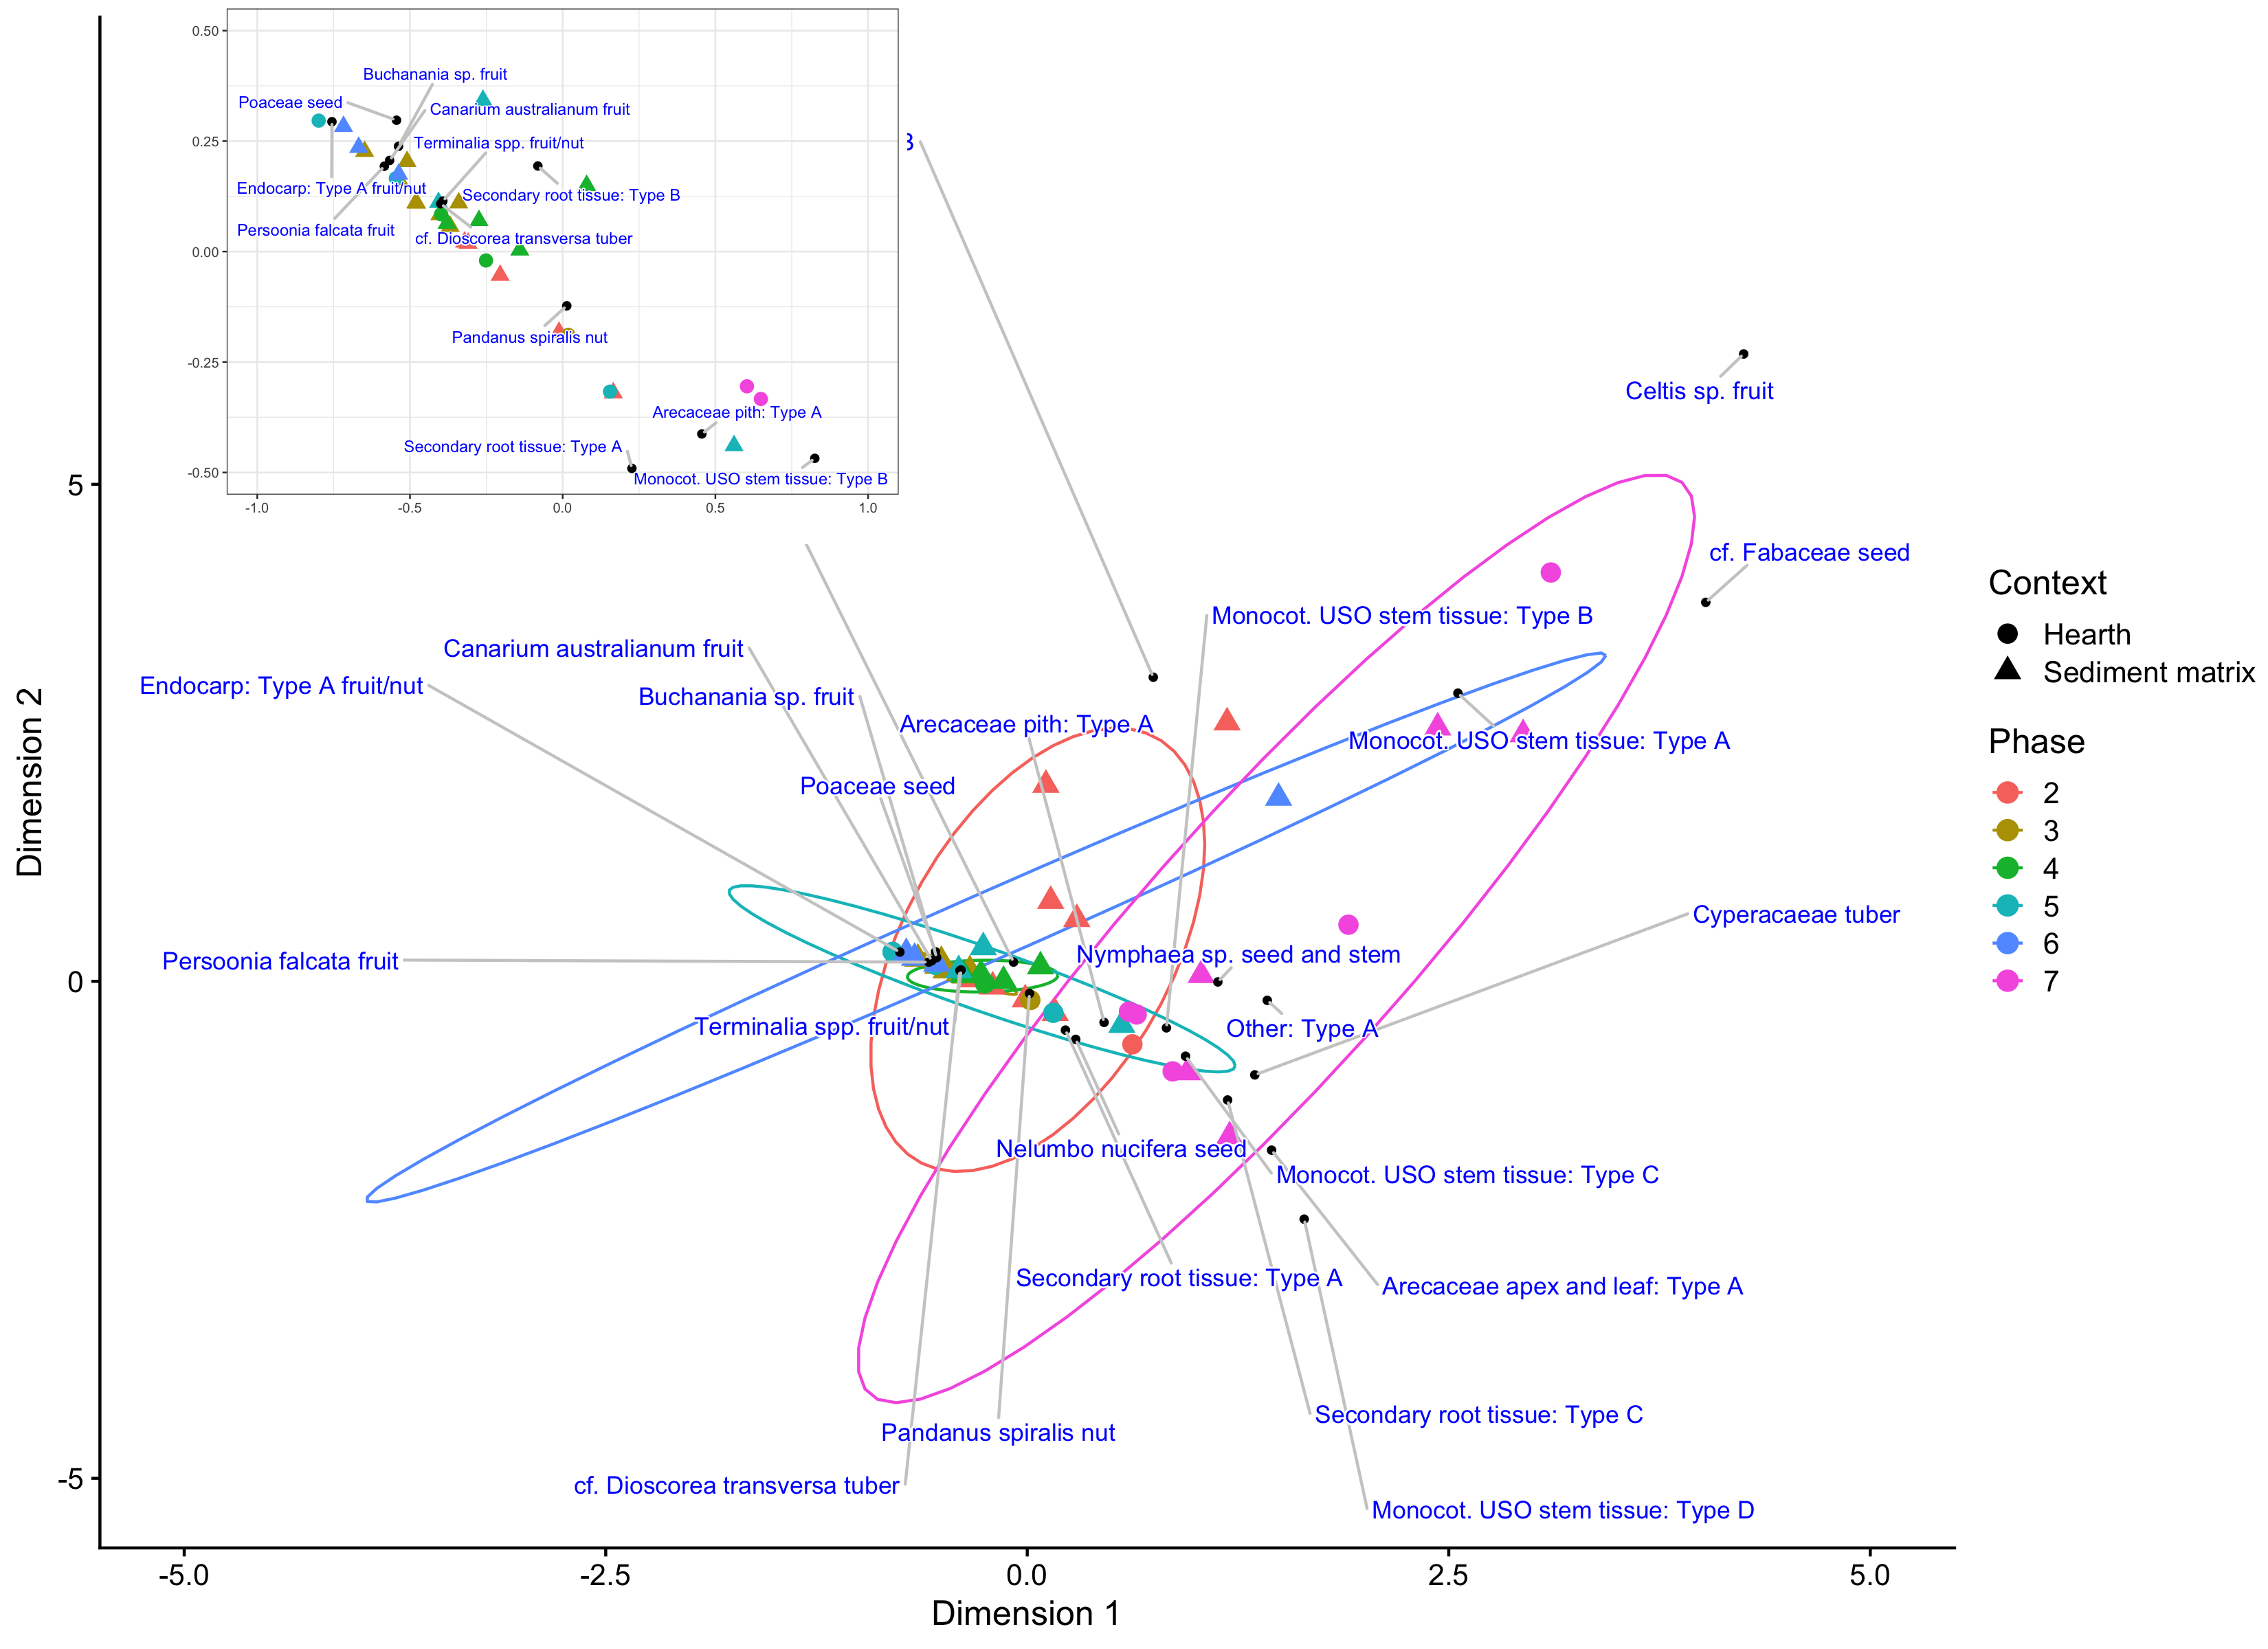 0.50
0.25
0.00
-0.25
-0.50
-1.0
-0.5
0.0
0.5
1.0
Buchanania sp. fruit
Poaceae seed
Canarium australianum fruit
Terminalia spp. fruit/nut
Endocarp: Type A fruit/nut
Secondary root tissue: Type B
Persoonia falcata fruit
cf. Dioscorea transversa tuber
Pandanus spiralis nut
Arecaceae pith: Type A
Secondary root tissue: Type A
Monocot. USO stem tissue: Type B
Celtis sp. fruit
cf. Fabaceae seed
Monocot. USO stem tissue: Type B
Canarium australianum fruit
Endocarp: Type A fruit/nut
Buchanania sp. fruit
Arecaceae pith: Type A
Monocot. USO stem tissue: Type A
Poaceae seed
Cyperacaeae tuber
Nymphaea sp. seed and stem
Persoonia falcata fruit
Terminalia spp. fruit/nut
Other: Type A
Nelumbo nucifera seed
Monocot. USO stem tissue: Type C
Secondary root tissue: Type A
Arecaceae apex and leaf: Type A
Secondary root tissue: Type C
Pandanus spiralis nut
cf. Dioscorea transversa tuber
Monocot. USO stem tissue: Type D
Dimension 2
5
0
-5
-5.0
-2.5
0.0
2.5
5.0
Dimension 1
Context
Hearth
Sediment matrix
Phase
2
3
4
5
6
7